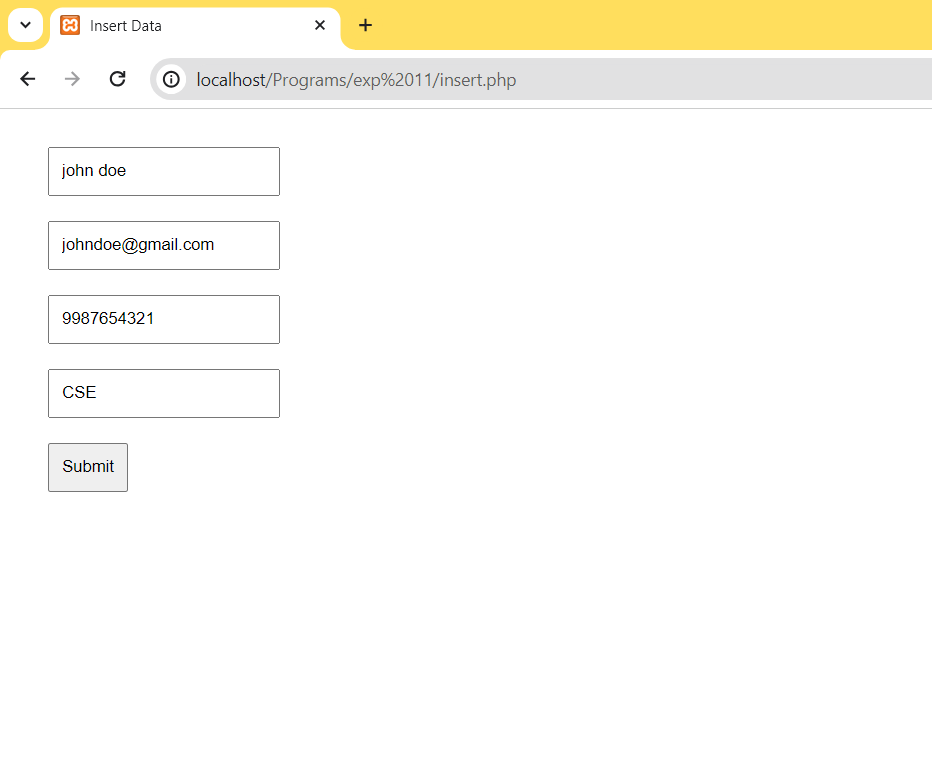 Insert Data
localhost/Programs/exp%2011/insert.php
john doe
johndoe@gmail.com
9987654321
CSE
Submit